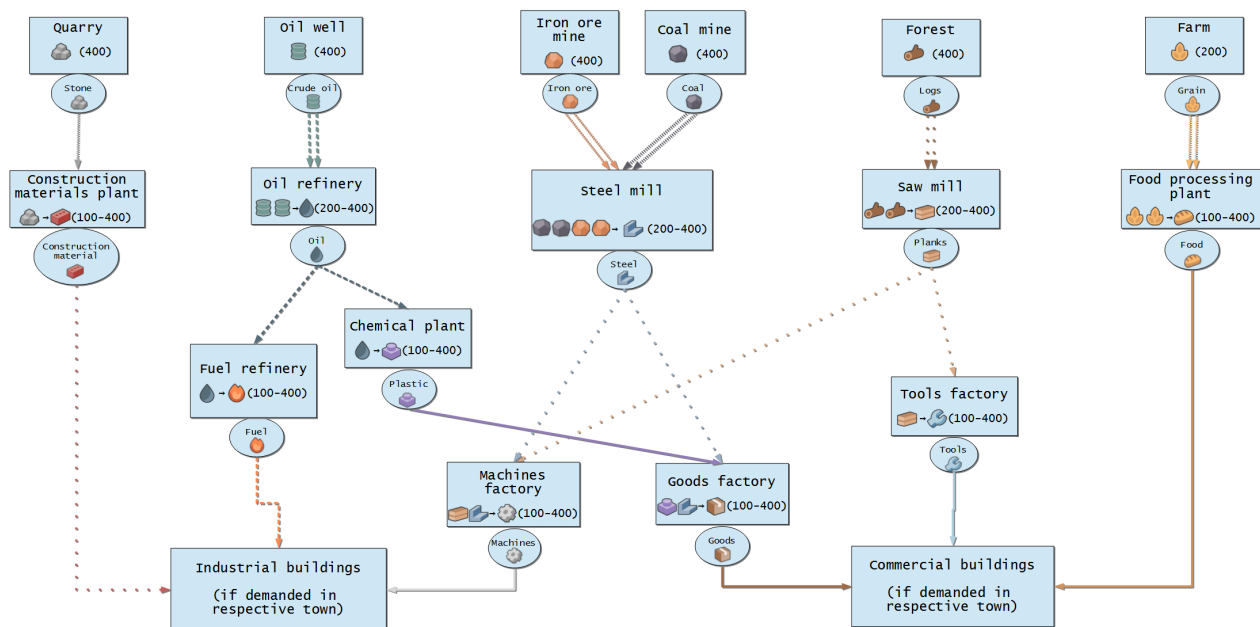 Quarry
(400)
Oil well
(400)
Iron ore
mine
(400)
Coal mine
(400)
Forest
(400)
Farm
(200)
Stone
Crude oil
Iron ore
Coal
Logs
Grain
Construction
materials plant
→ (100-400)
Oil refinery
→ (200-400)
Steel mill
→ (200-400)
Saw mill
→ (200-400)
Food processing
plant
→ (100-400)
Construction
material
Oil
Steel
Planks
Food
Chemical plant
→ (100-400)
Fuel refinery
→ (100-400)
Plastic
Tools factory
→ (100-400)
Fuel
Tools
Machines
factory
→ (100-400)
Goods factory
→ (100-400)
Machines
Goods
Industrial buildings
(if demanded in
respective town)
Commercial buildings
(if demanded in
respective town)